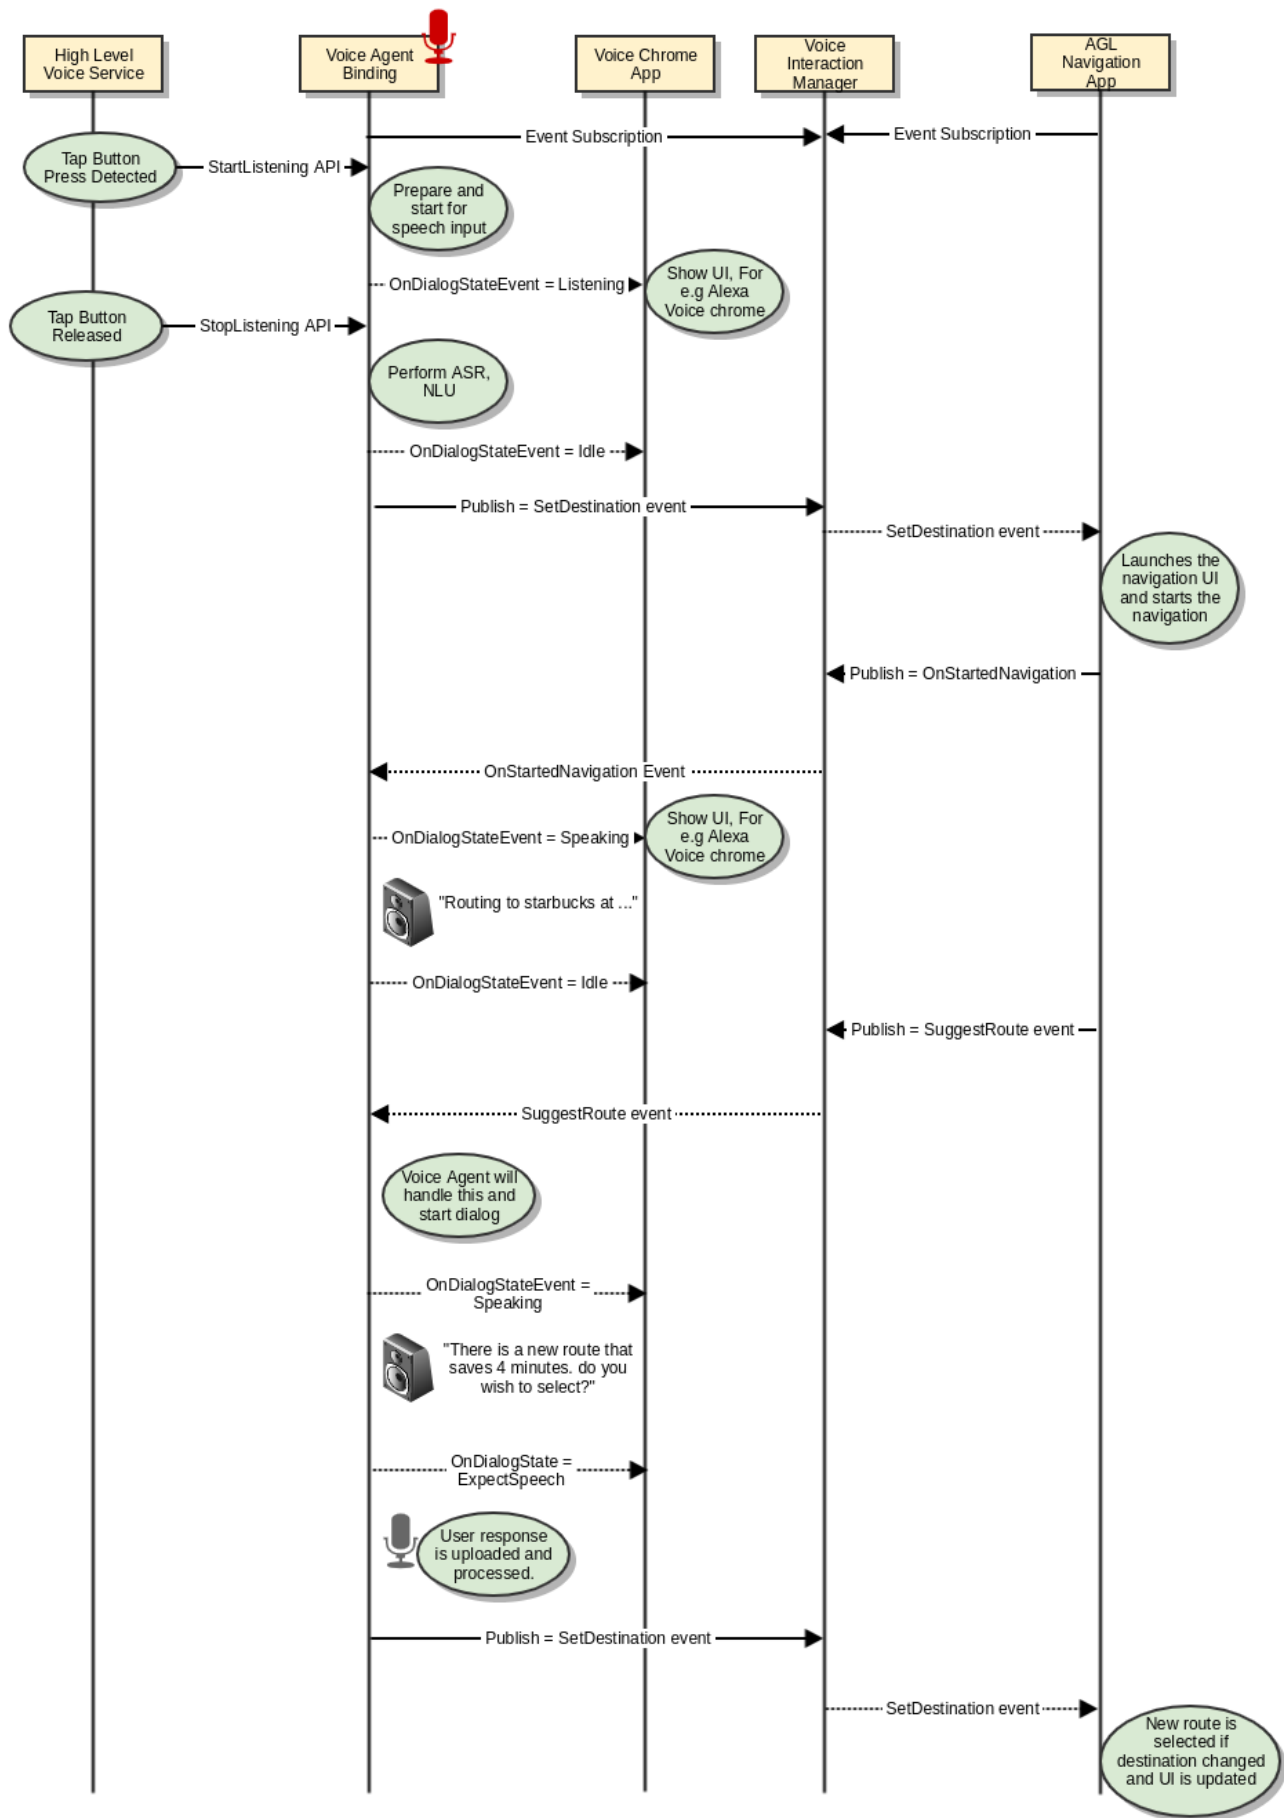 High Level
Voice Service
Voice Agent
Binding
Voice Chrome
App
Voice
Interaction
Manager
AGL
Navigation
App
Event Subscription
Event Subscription
Tap Button
Press Detected
StartListening API
Prepare and
start for
speech input
OnDialogStateEvent = Listening
Show UI, For
e.g Alexa
Voice chrome
Tap Button
Released
StopListening API
Perform ASR,
NLU
OnDialogStateEvent = Idle
Publish = SetDestination event
SetDestination event
Launches the
navigation UI
and starts the
navigation
Publish = OnStartedNavigation
OnStartedNavigation Event
OnDialogStateEvent = Speaking
Show UI, For
e.g Alexa
Voice chrome
"Routing to starbucks at ..."
OnDialogStateEvent = Idle
Publish = SuggestRoute event
SuggestRoute event
Voice Agent will
handle this and
start dialog
OnDialogStateEvent =
Speaking
"There is a new route that
saves 4 minutes. do you
wish to select?"
OnDialogState =
ExpectSpeech
User response
is uploaded and
processed.
Publish = SetDestination event
SetDestination event
New route is
selected if
destination changed
and UI is updated